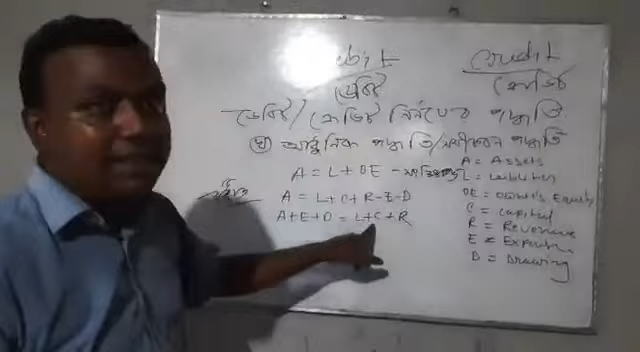 Debit Credit
ডেবিট ক্রেডিট
ডেবিট/ ক্রেডিট নির্ণয়ের পদ্ধতি
আধুনিক পদ্ধতি/সমীকরণ পদ্ধতি
A = L + OE -
A = L + C + R - E - D
A + E + D = L + C + R
A = Assets
L = Liabilities
OE = Owner's Equity
C = Capital
R = Revenue
E = Expenses
D = Drawing